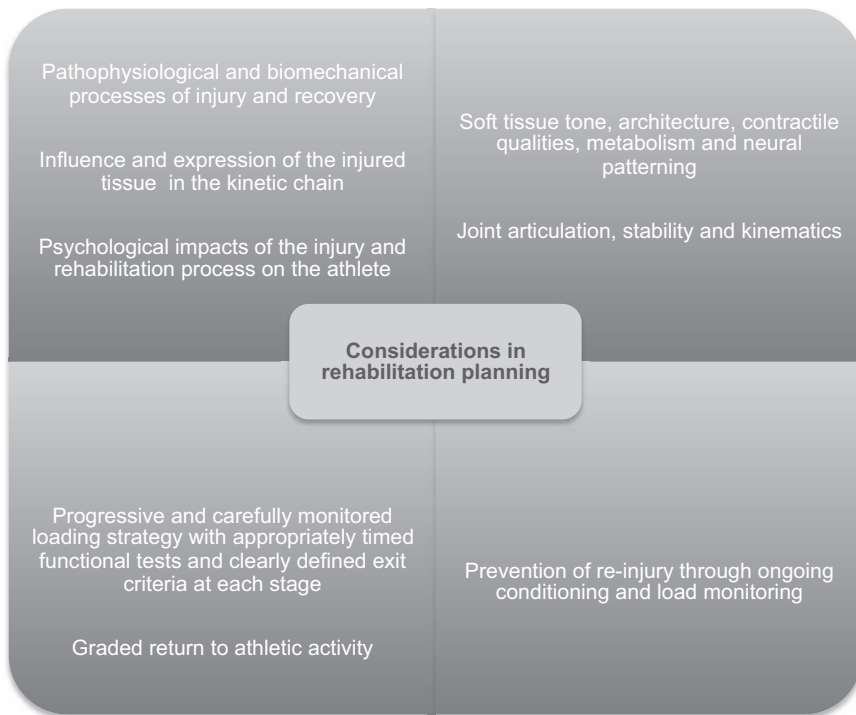 Pathophysiological and biomechanical
processes of injury and recovery
Influence and expression of the injured
tissue in the kinetic chain
Psychological impacts of the injury and
rehabilitation process on the athlete
Soft tissue tone, architecture, contractile
qualities, metabolism and neural
patterning
Joint articulation, stability and kinematics
Considerations in
rehabilitation planning
Progressive and carefully monitored
loading strategy with appropriately timed
functional tests and clearly defined exit
criteria at each stage
Graded return to athletic activity
Prevention of re-injury through ongoing
conditioning and load monitoring